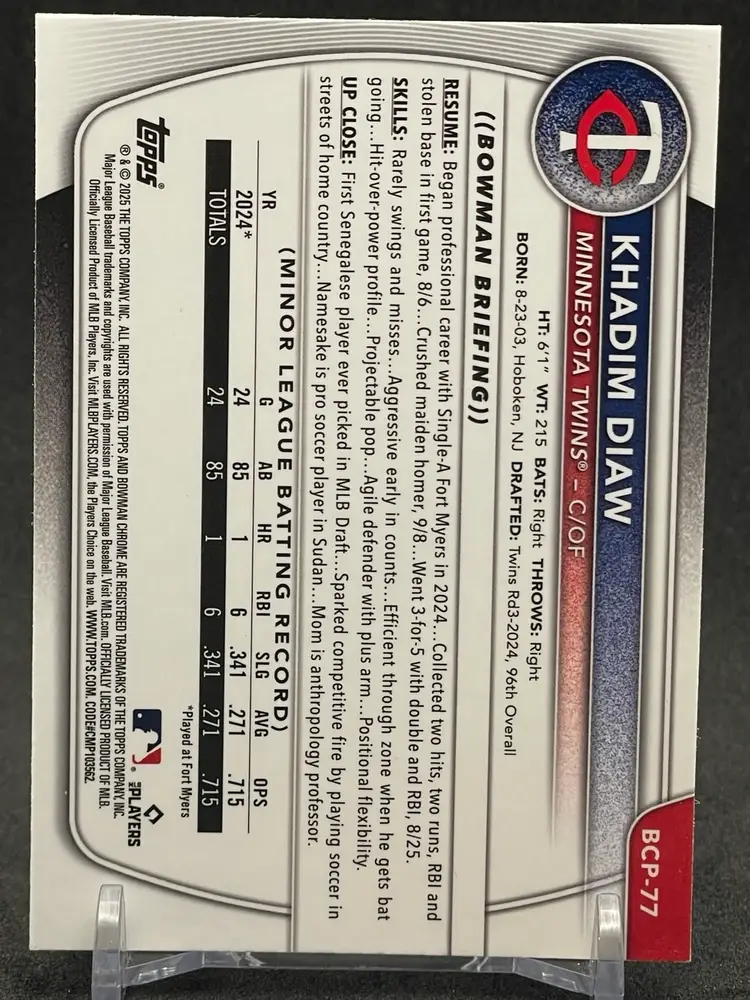 BCP-77
TC
TM
KHADIM DIAW
MINNESOTA TWINS® – C/OF
HT: 6'1" WT: 215 BATS: Right THROWS: Right
BORN: 8-23-03, Hoboken, NJ DRAFTED: Twins Rd3-2024, 96th Overall
((BOWMAN BRIEFING))
RESUME: Began professional career with Single-A Fort Myers in 2024...Collected two hits, two runs, RBI and
stolen base in first game, 8/6...Crushed maiden homer, 9/8...Went 3-for-5 with double and RBI, 8/25.
SKILLS: Rarely swings and misses...Aggressive early in counts...Efficient through zone when he gets bat
going...Hit-over-power profile...Projectable pop...Agile defender with plus arm...Positional flexibility.
UP CLOSE: First Senegalese player ever picked in MLB Draft...Sparked competitive fire by playing soccer in
streets of home country...Namesake is pro soccer player in Sudan...Mom is anthropology professor.
(MINOR LEAGUE BATTING RECORD)
YR G AB HR RBI SLG AVG OPS
2024* 24 85 1 6 .341 .271 .715
TOTALS 24 85 1 6 .341 .271 .715
*Played at Fort Myers
topps®
MLB PLAYERS
® & © 2025 THE TOPPS COMPANY, INC. ALL RIGHTS RESERVED. TOPPS AND BOWMAN CHROME ARE REGISTERED TRADEMARKS OF THE TOPPS COMPANY, INC.
Major League Baseball trademarks and copyrights are used with permission of Major League Baseball. Visit MLB.com. OFFICIALLY LICENSED PRODUCT OF MLB.
Officially Licensed Product of MLB Players, Inc. Visit MLBPLAYERS.COM, the Players Choice on the web. WWW.TOPPS.COM. CODE#CMP103562